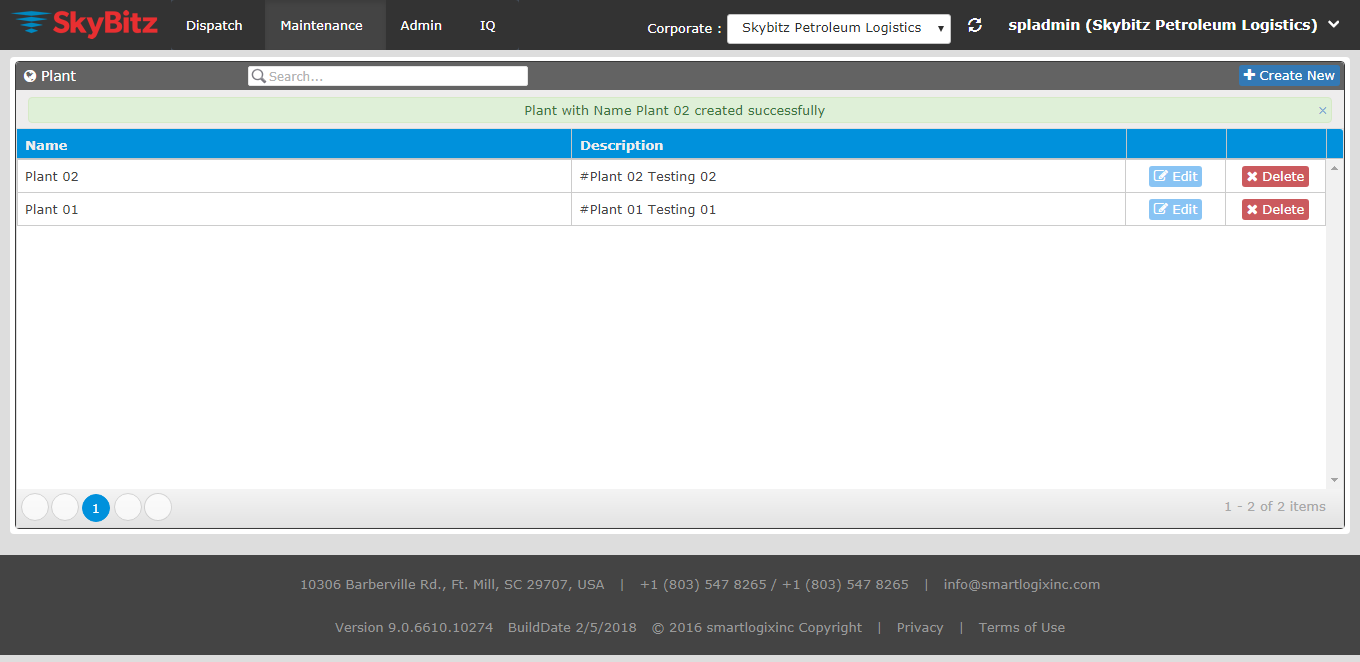 SkyBitz Dispatch Maintenance Admin IQ Corporate : Skybitz Petroleum Logistics spladmin (Skybitz Petroleum Logistics)
Plant Search... Create New
Plant with Name Plant 02 created successfully ×
Name Description
Plant 02 #Plant 02 Testing 02 Edit Delete
Plant 01 #Plant 01 Testing 01 Edit Delete
1 1 - 2 of 2 items
10306 Barberville Rd., Ft. Mill, SC 29707, USA | +1 (803) 547 8265 / +1 (803) 547 8265 | info@smartlogixinc.com
Version 9.0.6610.10274 BuildDate 2/5/2018 © 2016 smartlogixinc Copyright | Privacy | Terms of Use